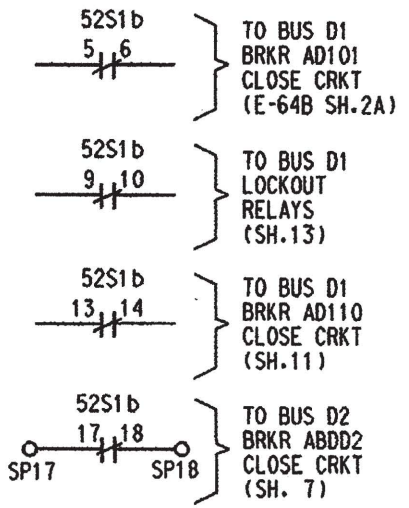 52S1b
5 6
TO BUS D1
BRKR AD101
CLOSE CRKT
(E-64B SH.2A)
52S1b
9 10
TO BUS D1
LOCKOUT
RELAYS
(SH.13)
52S1b
13 14
TO BUS D1
BRKR AD110
CLOSE CRKT
(SH.11)
52S1b
17 18
SP17 SP18
TO BUS D2
BRKR ABDD2
CLOSE CRKT
(SH. 7)